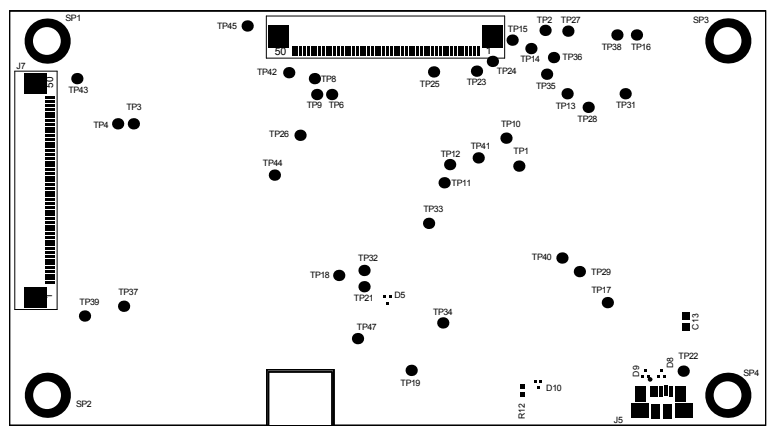 SP1
TP45
TP15
TP2
TP27
SP3
TP38
TP16
50
1
TP14
TP36
TP24
J7
TP42
TP8
TP25
TP23
TP35
50
TP43
TP9
TP6
TP13
TP28
TP31
TP3
TP4
TP26
TP10
TP41
TP1
TP12
TP44
TP11
TP33
TP40
TP32
TP18
TP29
TP21
D5
TP17
1
TP39
TP37
TP34
C13
TP47
TP19
D9
D8
TP22
SP4
D10
R12
SP2
J5